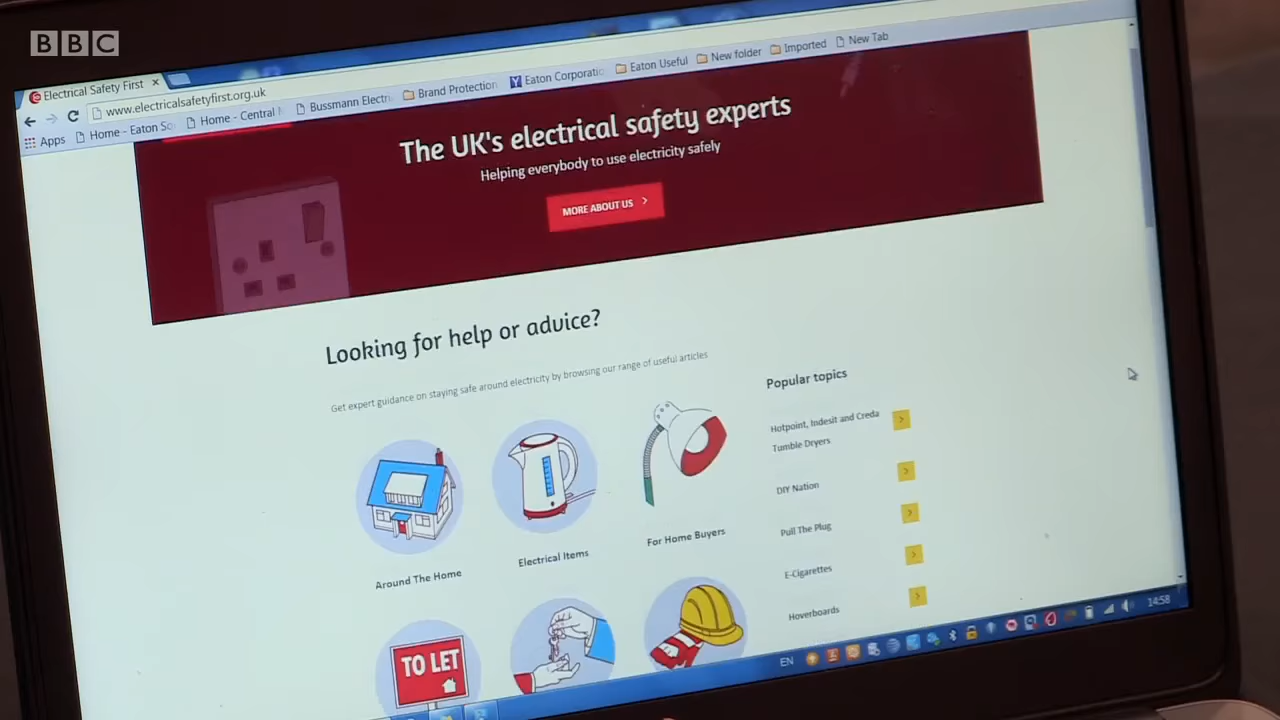 BBC
Electrical Safety First
www.electricalsafetyfirst.org.uk
Apps
Home - Eaton So
Home - Central
Bussmann Electri
Brand Protection
Eaton Corporatio
Eaton Useful
New folder
Imported
New Tab
The UK's electrical safety experts
Helping everybody to use electricity safely
MORE ABOUT US
Looking for help or advice?
Get expert guidance on staying safe around electricity by browsing our range of useful articles
Around The Home
Electrical Items
For Home Buyers
TO LET
Popular topics
Hotpoint, Indesit and Creda
Tumble Dryers
DIY Nation
Pull The Plug
E-Cigarettes
Hoverboards
EN
14:58